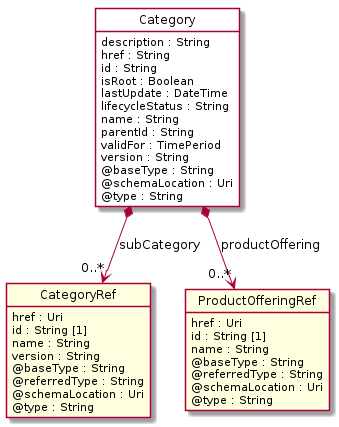 Category
description : String
href : String
id : String
isRoot : Boolean
lastUpdate : DateTime
lifecycleStatus : String
name : String
parentId : String
validFor : TimePeriod
version : String
@baseType : String
@schemaLocation : Uri
@type : String
subCategory
productOffering
0..*
0..*
CategoryRef
href : Uri
id : String [1]
name : String
version : String
@baseType : String
@referredType : String
@schemaLocation : Uri
@type : String
ProductOfferingRef
href : Uri
id : String [1]
name : String
@baseType : String
@referredType : String
@schemaLocation : Uri
@type : String